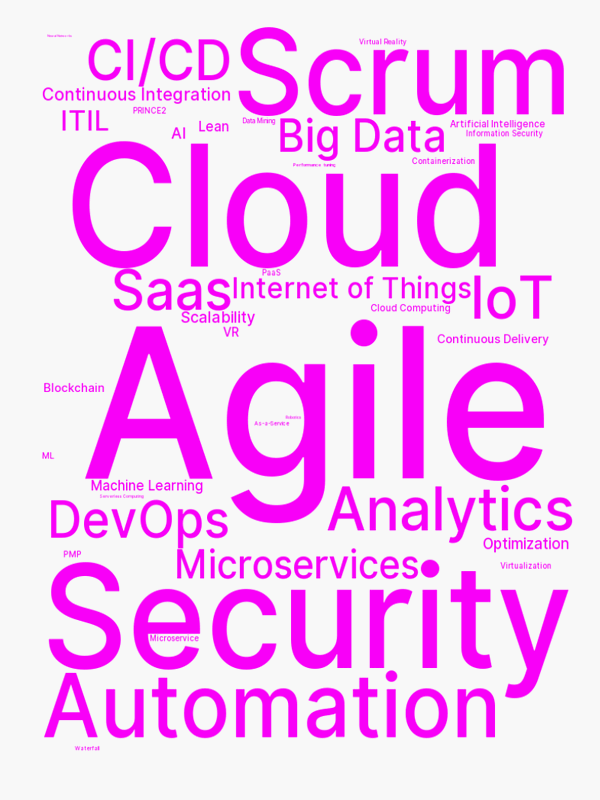 CI/CD
Scrum
Virtual Reality
Continuous Integration
PRINCE2
ITIL
AI
Lean
Data Mining
Big Data
Artificial Intelligence
Information Security
Performance tuning
Containerization
Cloud
PaaS
Saas
Internet of Things
IoT
Scalability
Cloud Computing
VR
Continuous Delivery
Agile
Blockchain
As-a-Service
ML
Machine Learning
Serverless Computing
Analytics
DevOps
Optimization
PMP
Microservices
Virtualization
Security
Microservice
Automation
Waterfall